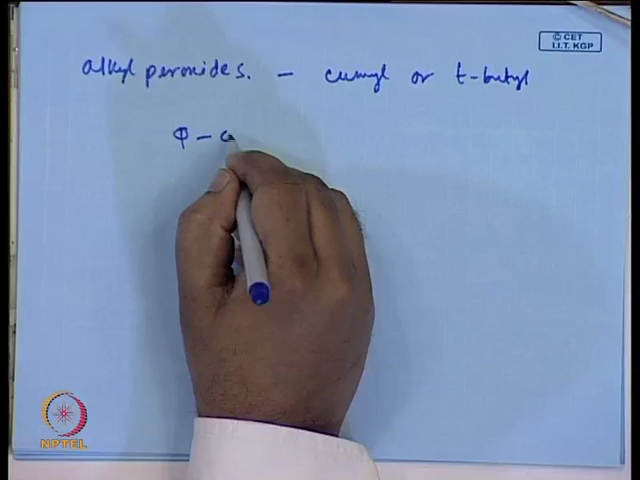 © CET
I.I.T. KGP
alkyl peroxides. — cumyl or t-butyl
φ – C
NPTEL